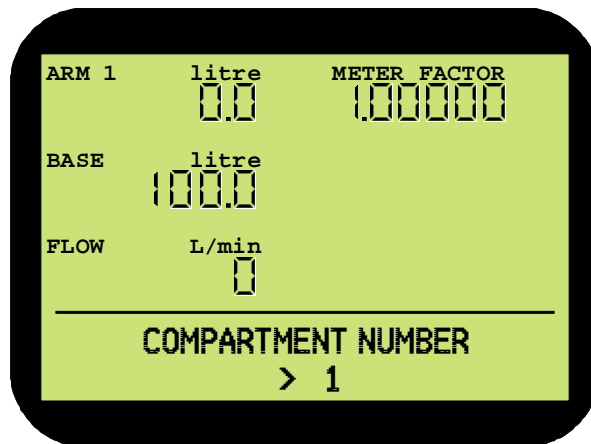 ARM 1 litre METER FACTOR
0.0 1.00000
BASE litre
100.0
FLOW L/min
0
COMPARTMENT NUMBER
> 1